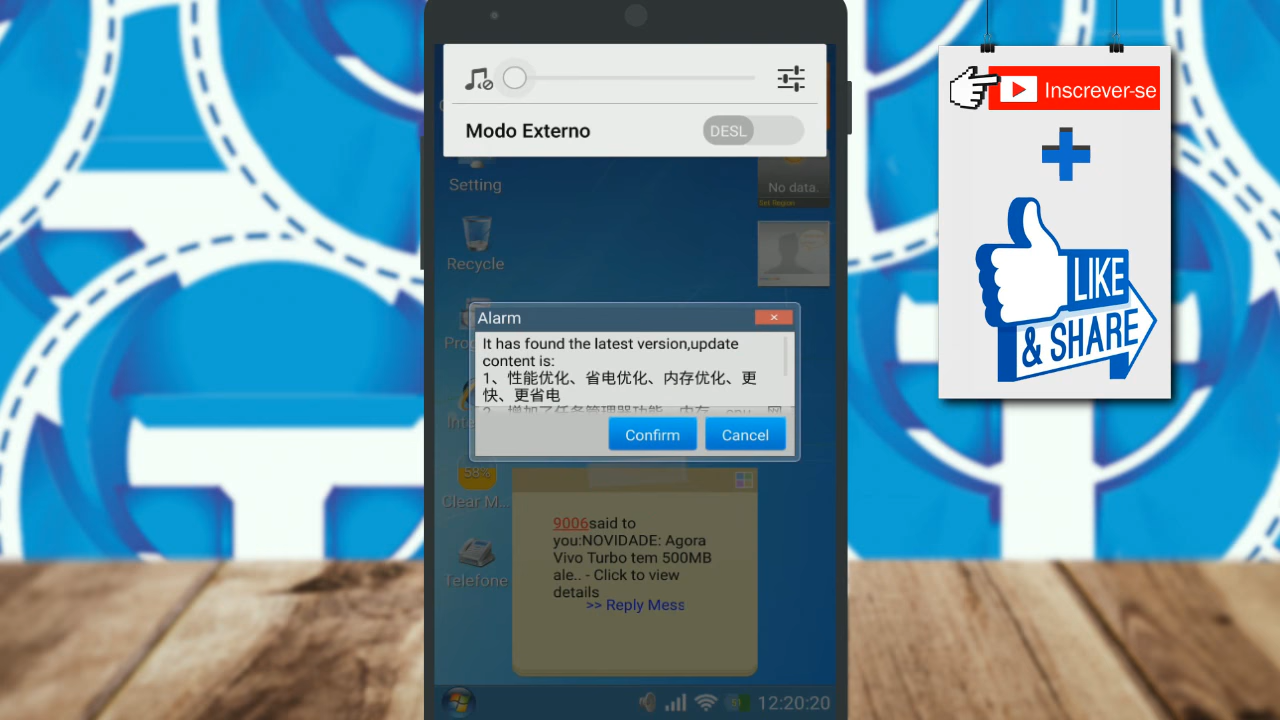 Modo Externo
DESL
Setting
No data.
Set Region
Recycle
Alarm
It has found the latest version,update
content is:
1、性能优化、省电优化、内存优化、更
快、更省电
Confirm
Cancel
58%
Clear M...
9006said to
you:NOVIDADE: Agora
Vivo Turbo tem 500MB
ale.. - Click to view
details
>> Reply Mess
Telefone
12:20:20
Inscrever-se
LIKE
& SHARE